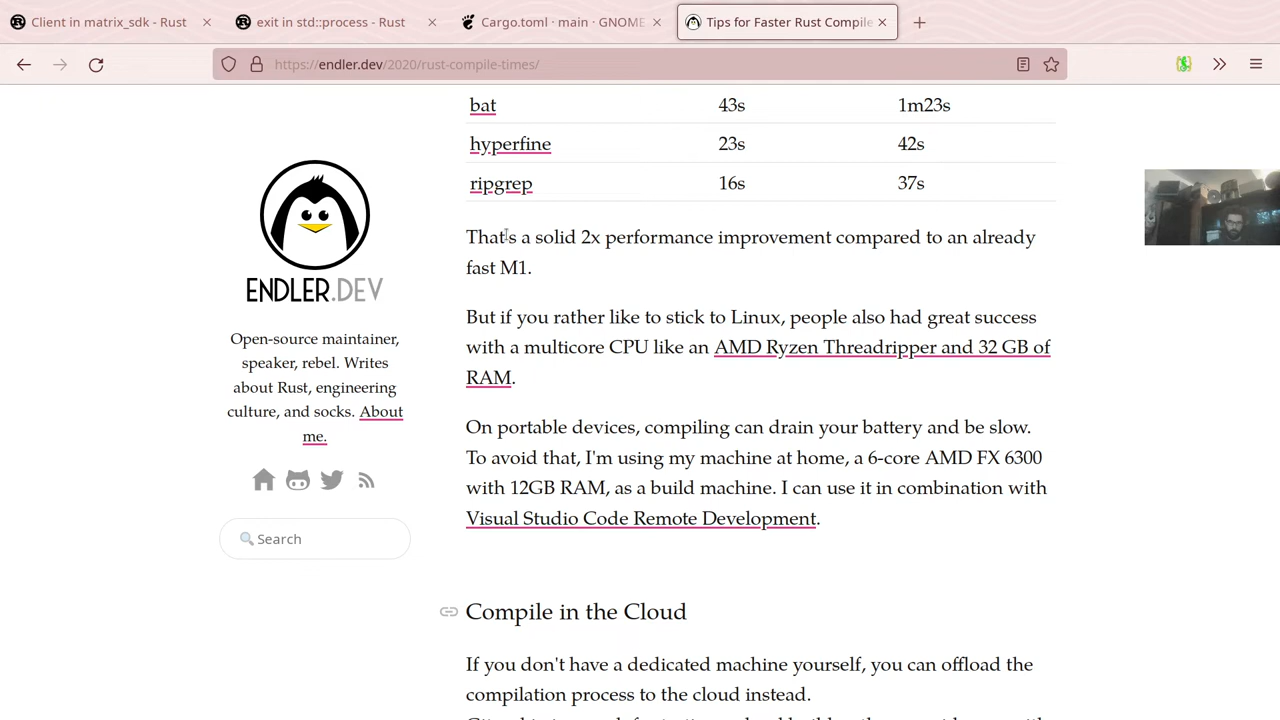 Client in matrix_sdk - Rust
exit in std::process - Rust
Cargo.toml · main · GNOME
Tips for Faster Rust Compile
https://endler.dev/2020/rust-compile-times/
bat 43s 1m23s
hyperfine 23s 42s
ripgrep 16s 37s
That's a solid 2x performance improvement compared to an already
fast M1.
But if you rather like to stick to Linux, people also had great success
with a multicore CPU like an AMD Ryzen Threadripper and 32 GB of
RAM.
On portable devices, compiling can drain your battery and be slow.
To avoid that, I'm using my machine at home, a 6-core AMD FX 6300
with 12GB RAM, as a build machine. I can use it in combination with
Visual Studio Code Remote Development.
Compile in the Cloud
If you don't have a dedicated machine yourself, you can offload the
compilation process to the cloud instead.
ENDLER.DEV
Open-source maintainer,
speaker, rebel. Writes
about Rust, engineering
culture, and socks. About
me.
Search